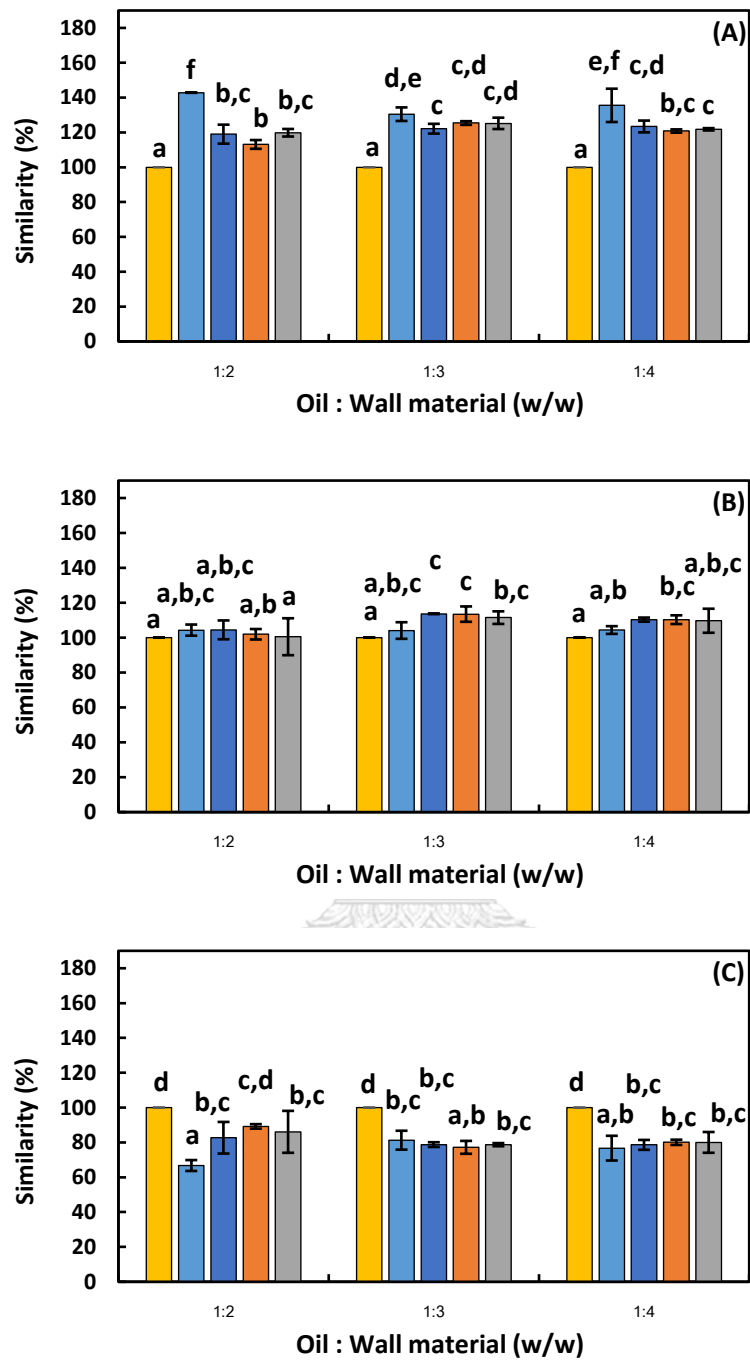 (A)
Similarity (%)
180
160
140
120
100
80
60
40
20
0
a f b,c b b,c
a d,e c c,d c,d
a e,f c,d b,c c
1:2 1:3 1:4
Oil : Wall material (w/w)
(B)
Similarity (%)
180
160
140
120
100
80
60
40
20
0
a a,b,c a,b,c a,b a
a a,b,c c c b,c
a a,b b,c a,b,c
1:2 1:3 1:4
Oil : Wall material (w/w)
(C)
Similarity (%)
180
160
140
120
100
80
60
40
20
0
d a b,c c,d b,c
d b,c b,c a,b b,c
d a,b b,c b,c b,c
1:2 1:3 1:4
Oil : Wall material (w/w)